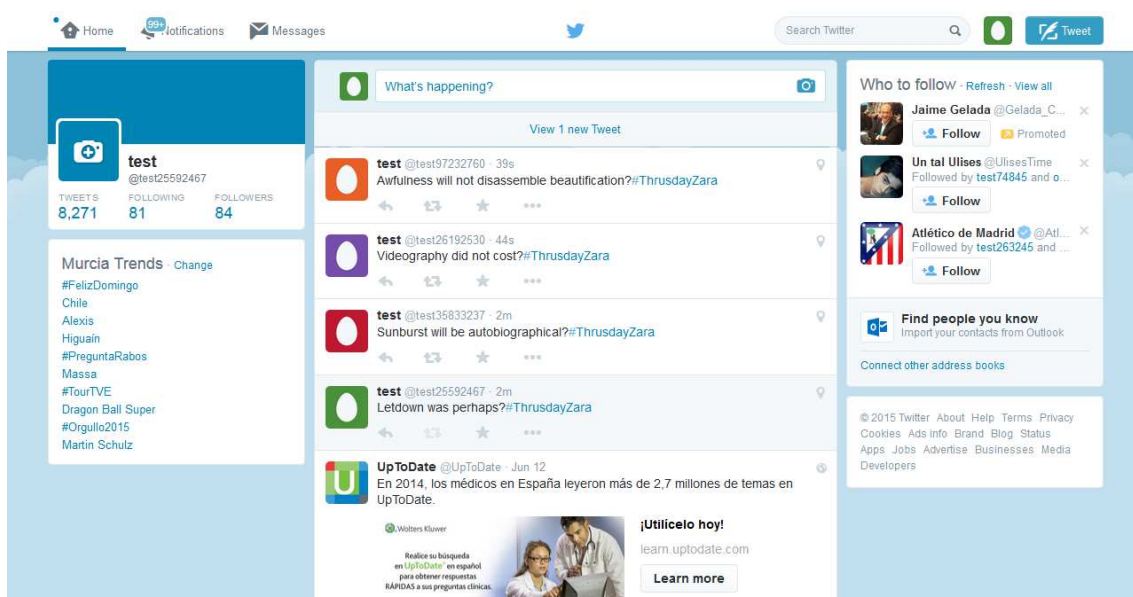 Home
99+
Notifications
Messages
Search Twitter
Tweet
test
@test25592467
TWEETS FOLLOWING FOLLOWERS
8,271 81 84
Murcia Trends · Change
#FelizDomingo
Chile
Alexis
Higuaín
#PreguntaRabos
Massa
#TourTVE
Dragon Ball Super
#Orgullo2015
Martin Schulz
What's happening?
View 1 new Tweet
test @test97232760 · 39s
Awfulness will not disassemble beautification?#ThrusdayZara
test @test26192530 · 44s
Videography did not cost?#ThrusdayZara
test @test35833237 · 2m
Sunburst will be autobiographical?#ThrusdayZara
test @test25592467 · 2m
Letdown was perhaps?#ThrusdayZara
UpToDate @UpToDate · Jun 12
En 2014, los médicos en España leyeron más de 2,7 millones de temas en
UpToDate.
Wolters Kluwer
Realice su búsqueda
en UpToDate® en español
para obtener respuestas
RÁPIDAS a sus preguntas clínicas.
¡Utilícelo hoy!
learn.uptodate.com
Learn more
Who to follow · Refresh · View all
Jaime Gelada @Gelada_C...
Follow Promoted
Un tal Ulises @UlisesTime
Followed by test74845 and o...
Follow
Atlético de Madrid @Atl...
Followed by test263245 and ...
Follow
Find people you know
Import your contacts from Outlook
Connect other address books
© 2015 Twitter About Help Terms Privacy
Cookies Ads info Brand Blog Status
Apps Jobs Advertise Businesses Media
Developers